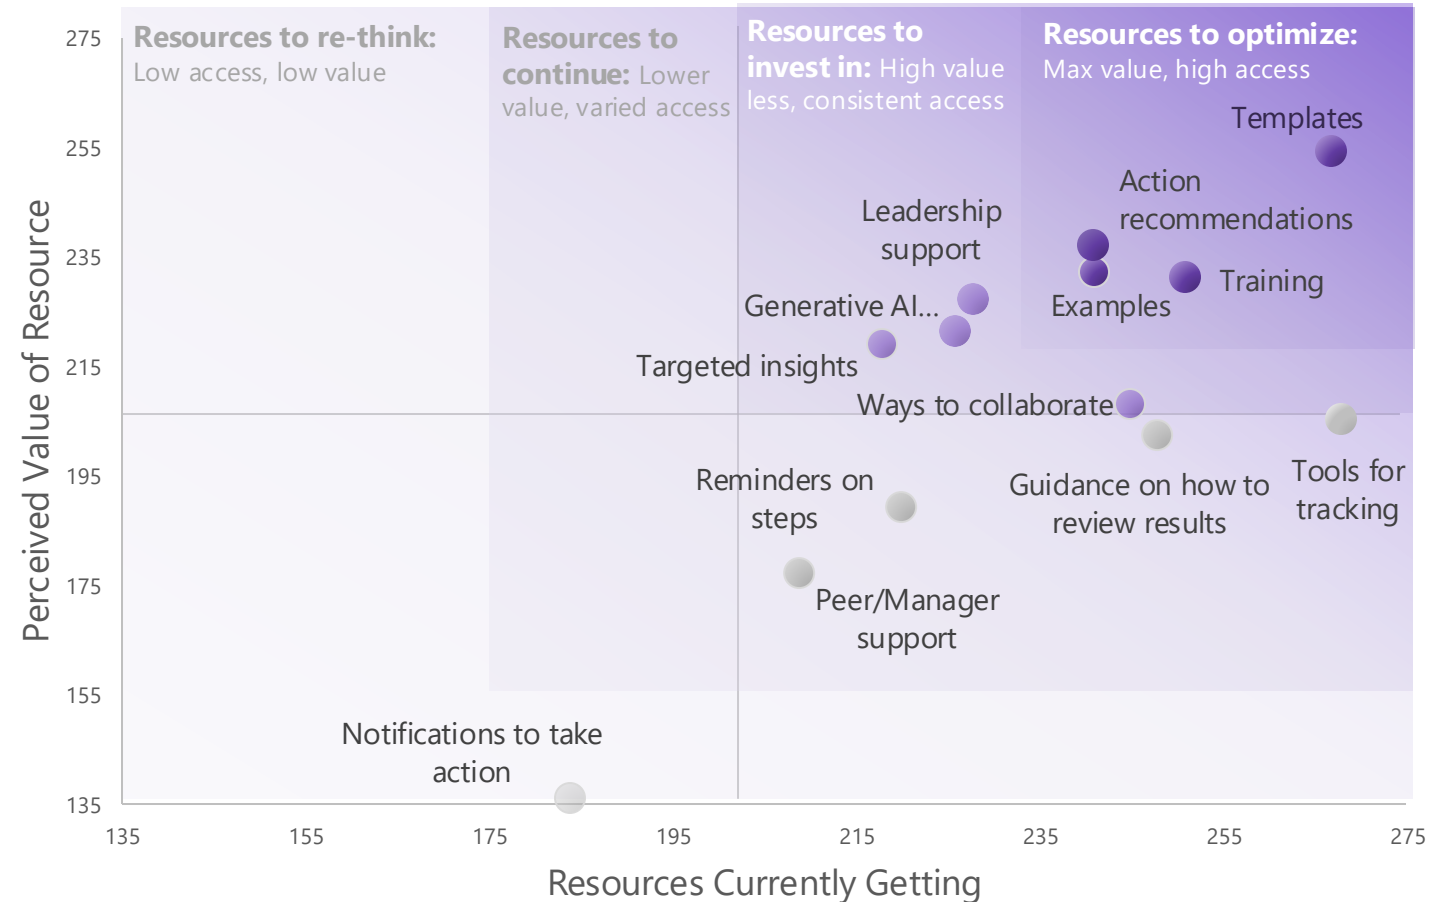 Resources to re-think:
Low access, low value
Resources to
continue: Lower
value, varied access
Resources to
invest in: High value
less, consistent access
Resources to optimize:
Max value, high access
Perceived Value of Resource
275
255
235
215
195
175
155
135
Templates
Action
recommendations
Leadership
support
Training
Generative AI...
Examples
Targeted insights
Ways to collaborate
Reminders on
steps
Guidance on how to
review results
Tools for
tracking
Peer/Manager
support
Notifications to take
action
135
155
175
195
215
235
255
275
Resources Currently Getting